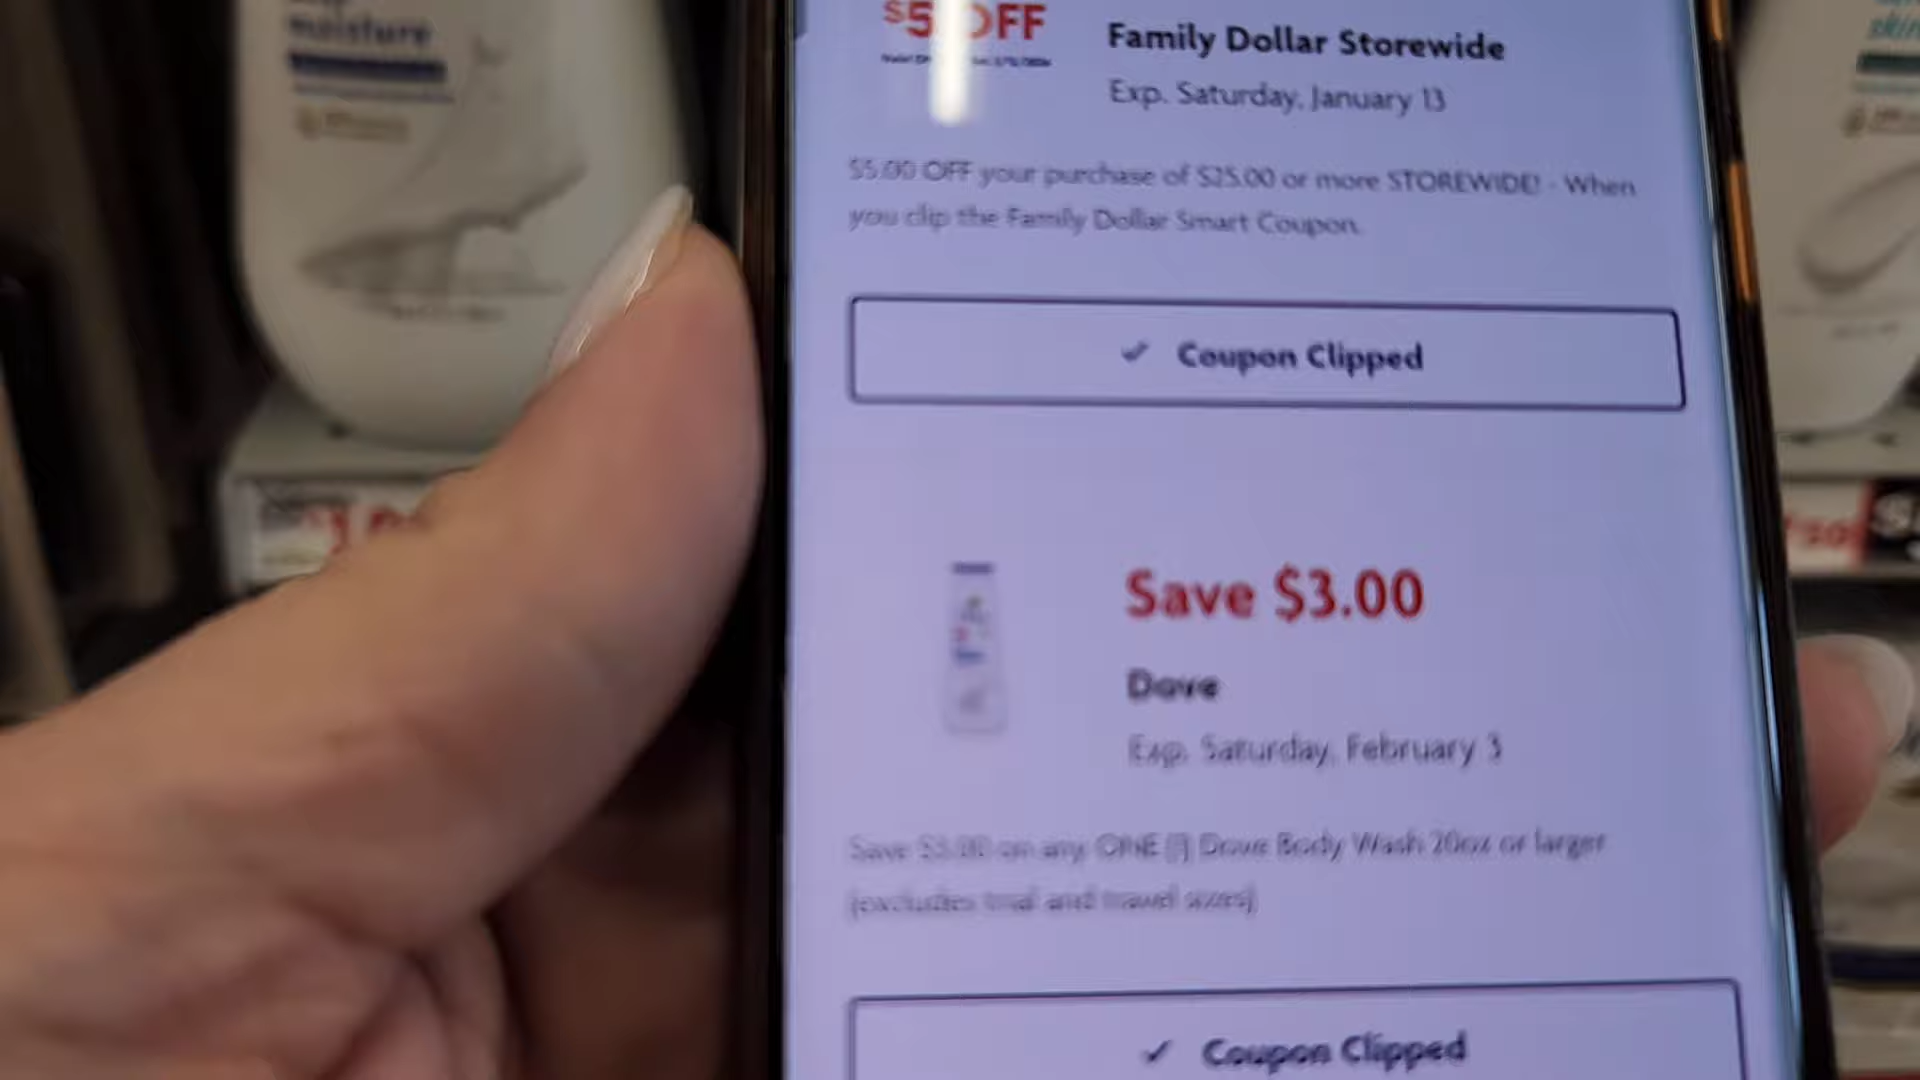 moisture
$5 OFF
Family Dollar Storewide
Exp. Saturday, January 13
$5.00 OFF your purchase of $25.00 or more STOREWIDE! - When
you clip the Family Dollar Smart Coupon.
✓ Coupon Clipped
Save $3.00
Dove
Exp. Saturday, February 3
Save $3.00 on any ONE (1) Dove Body Wash 20oz or larger
(excludes trial and travel sizes)
✓ Coupon Clipped
skin